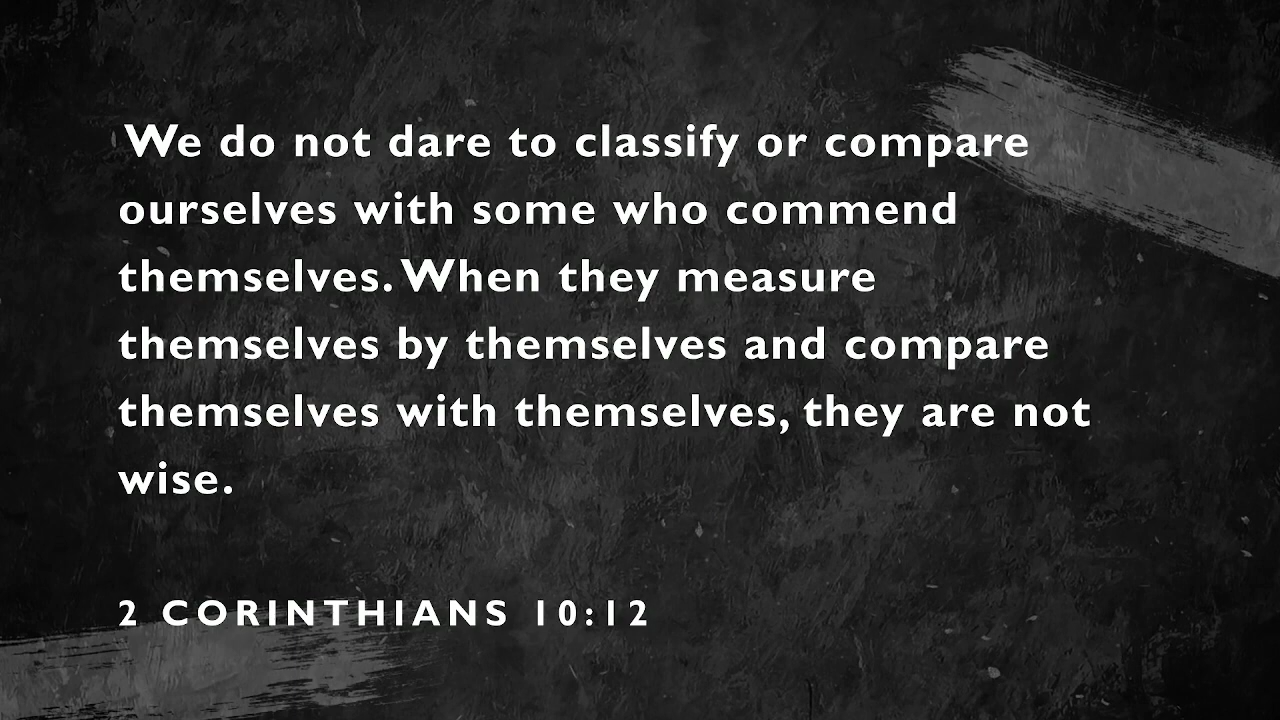 We do not dare to classify or compare
ourselves with some who commend
themselves. When they measure
themselves by themselves and compare
themselves with themselves, they are not
wise.
2 CORINTHIANS 10:12